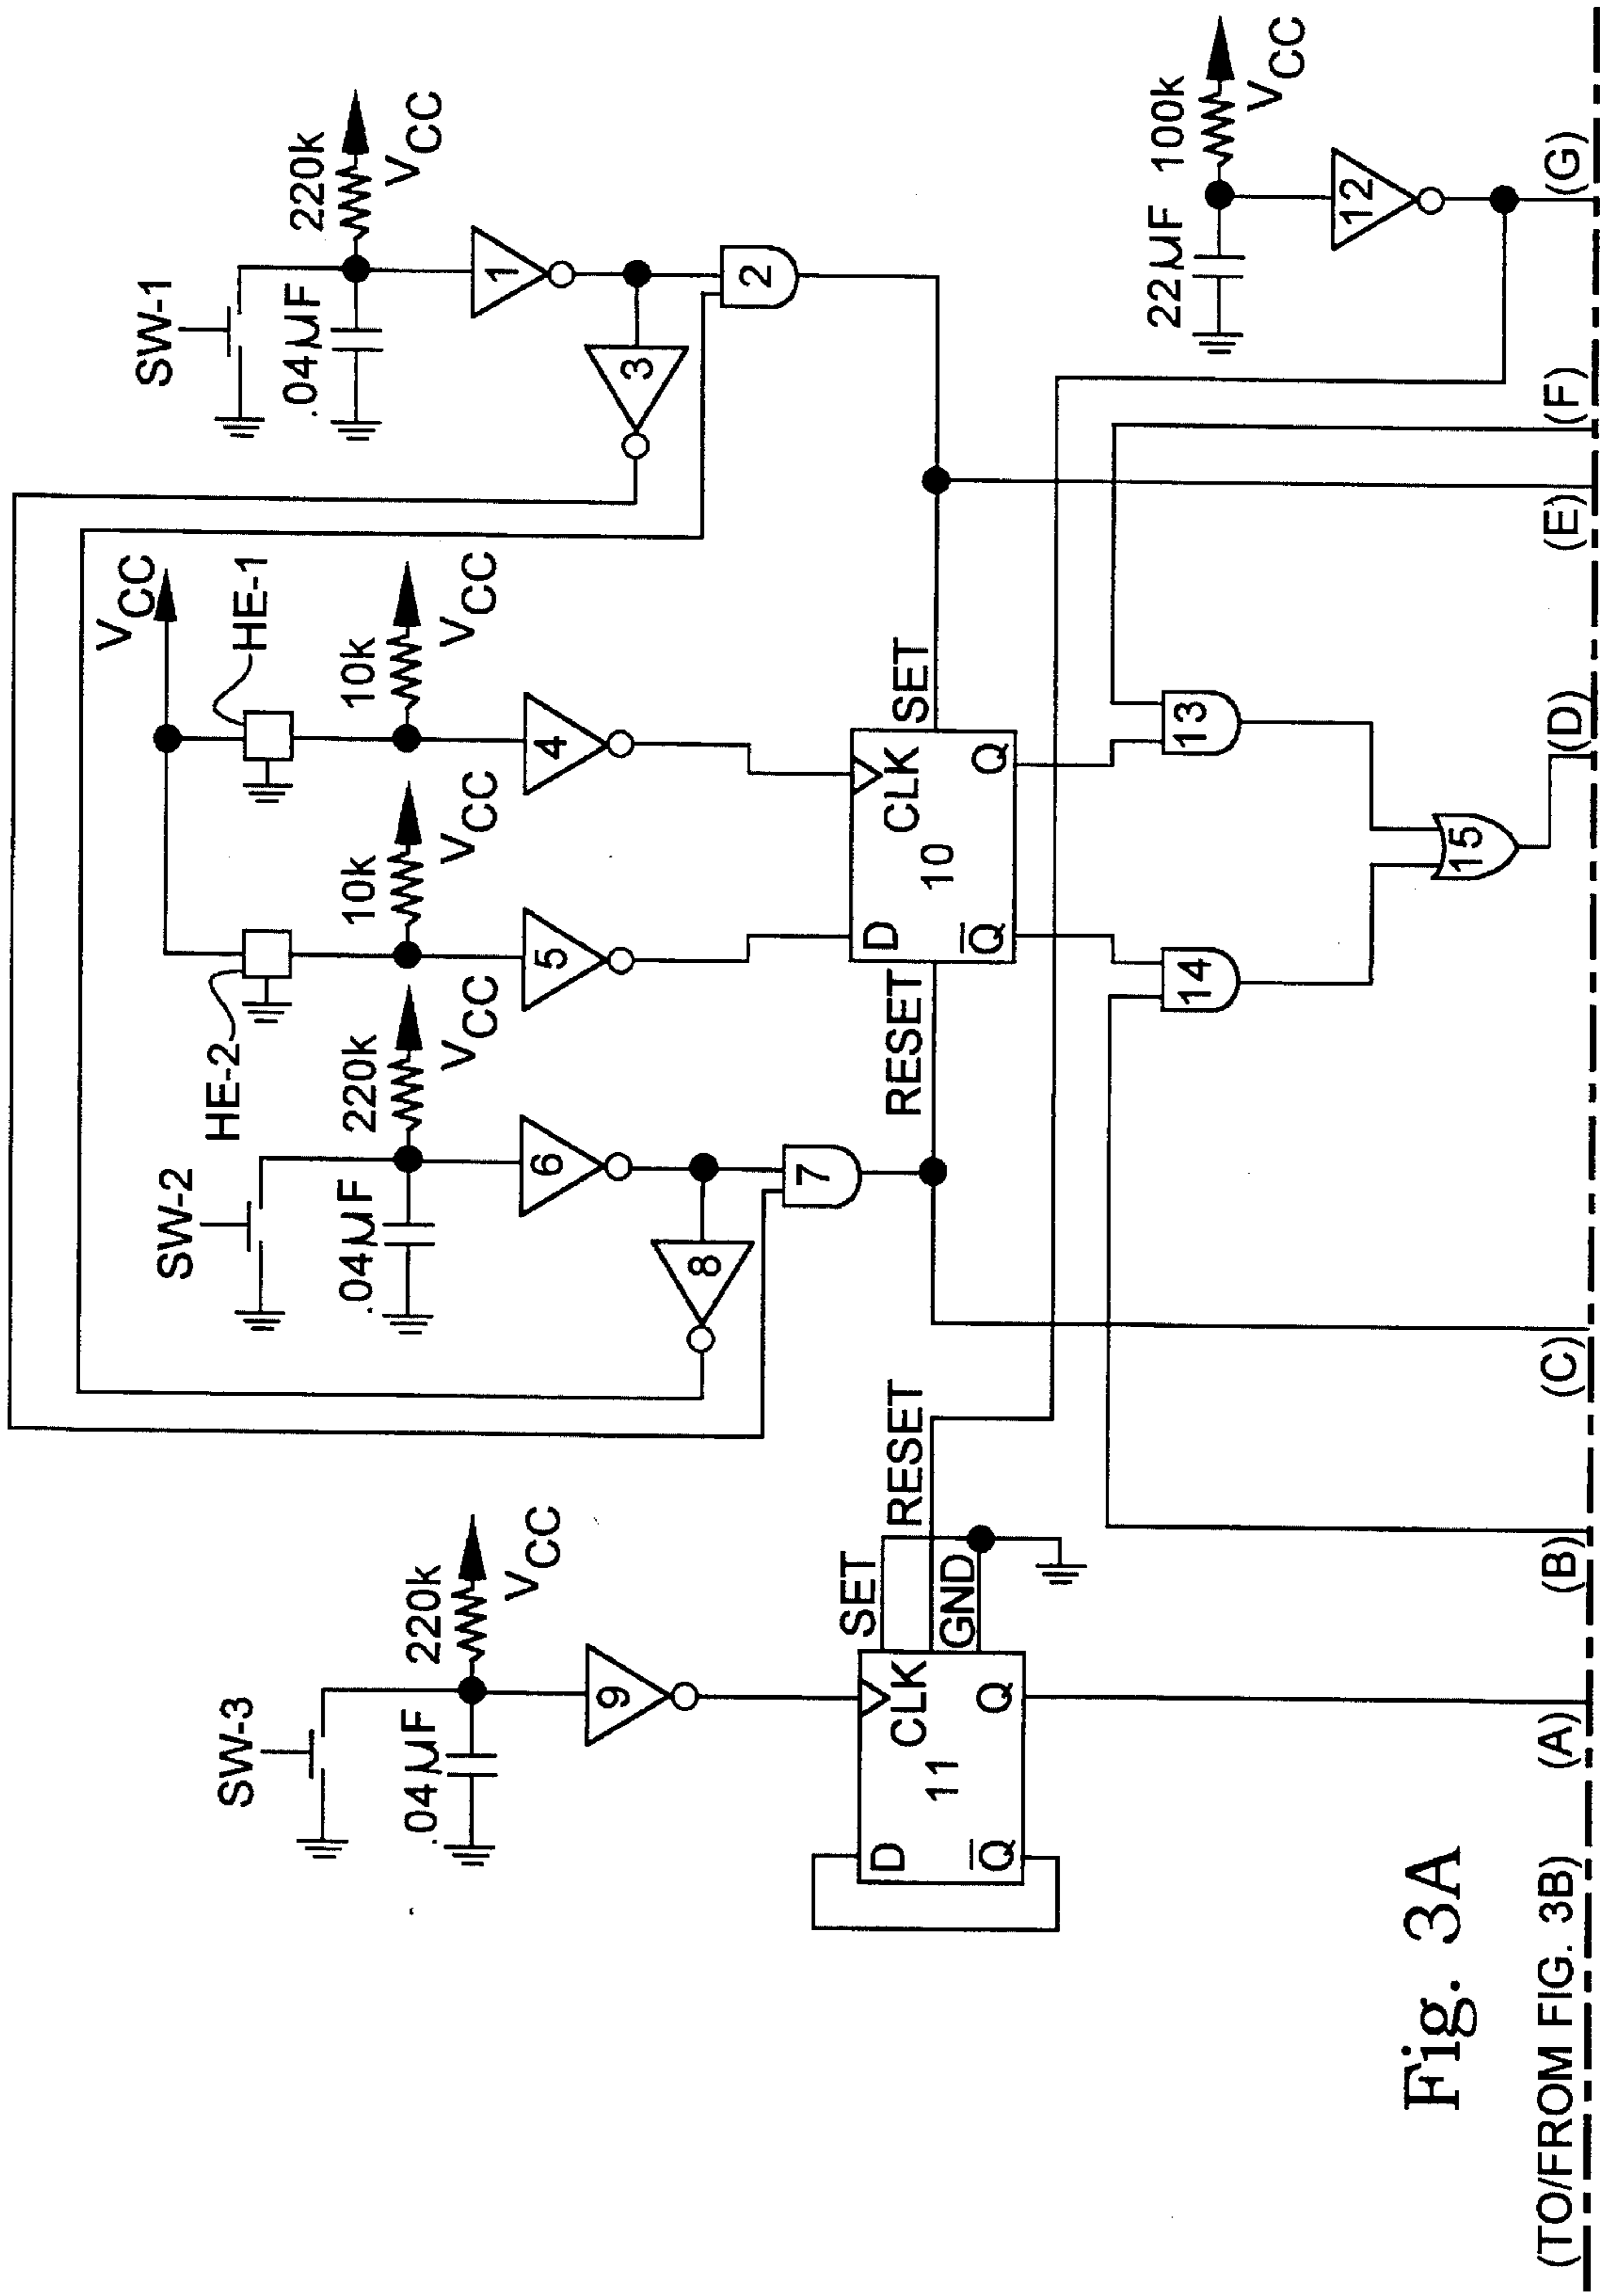 SW-3
220k
.04μF
VCC
9
SET
RESET
GND
D
CLK
11
Q̅
Q
SW-2
220k
.04μF
VCC
6
8
7
HE-2
10k
VCC
5
VCC
HE-1
10k
VCC
4
RESET
SET
D
CLK
10
Q̅
Q
SW-1
220k
.04μF
VCC
1
3
2
22μF
100k
VCC
12
14
13
15
Fig. 3A
(TO/FROM FIG. 3B)
(A)
(B)
(C)
(D)
(E)
(F)
(G)